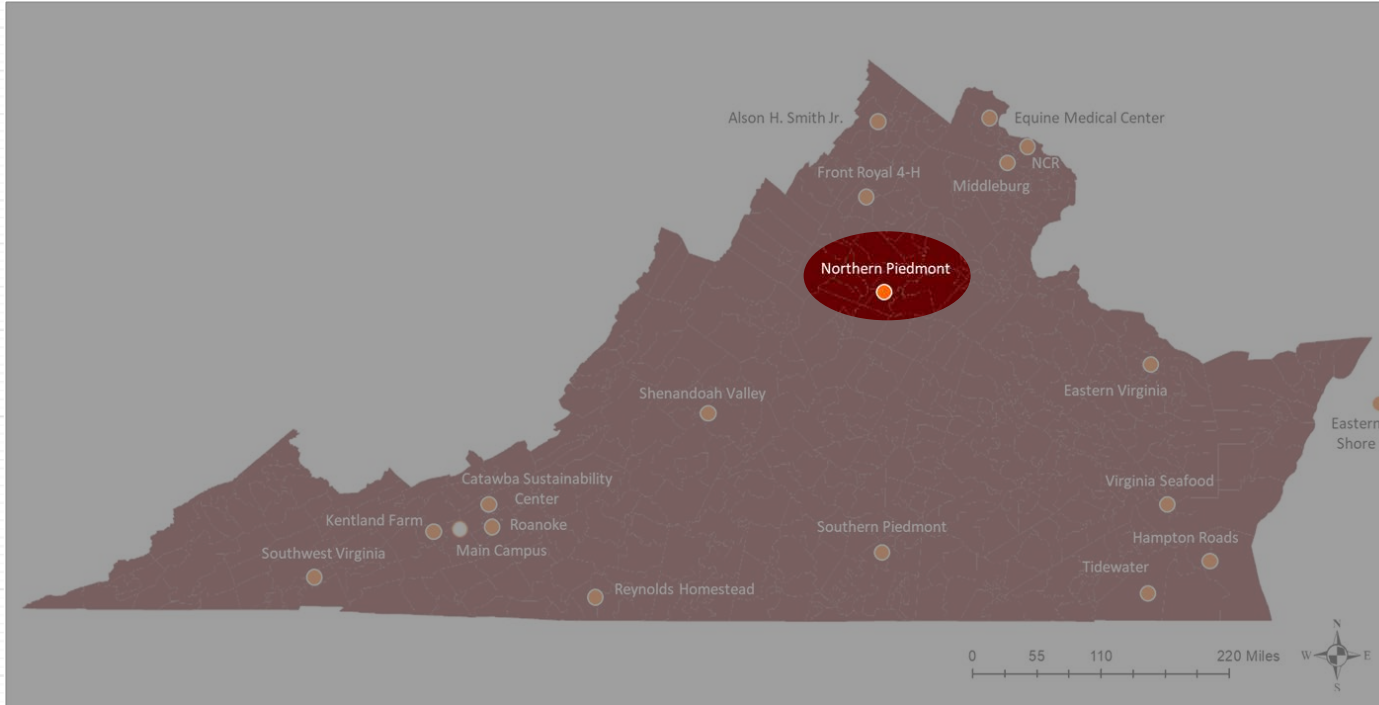 Alson H. Smith Jr.
Equine Medical Center
NCR
Front Royal 4-H
Middleburg
Northern Piedmont
Eastern Virginia
Shenandoah Valley
Eastern
Shore
Catawba Sustainability
Center
Virginia Seafood
Kentland Farm
Roanoke
Southern Piedmont
Main Campus
Hampton Roads
Southwest Virginia
Tidewater
Reynolds Homestead
N
W E
S
0 55 110 220 Miles